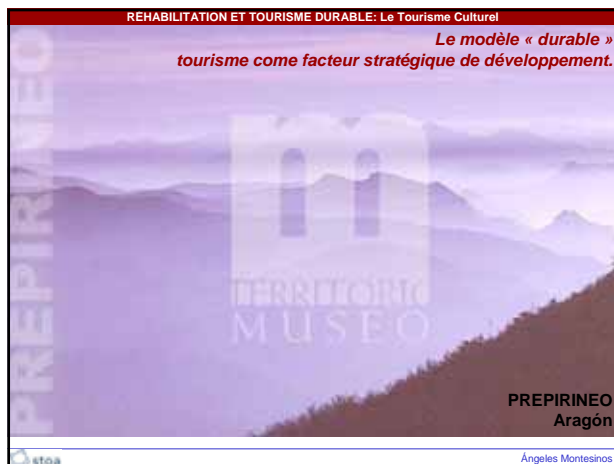 REHABILITATION ET TOURISME DURABLE: Le Tourisme Culturel
Le modèle « durable »
tourisme come facteur stratégique de développement.
PREPIRINEO
m
TERRITORIO
MUSEO
PREPIRINEO
Aragón
stoa
Ángeles Montesinos